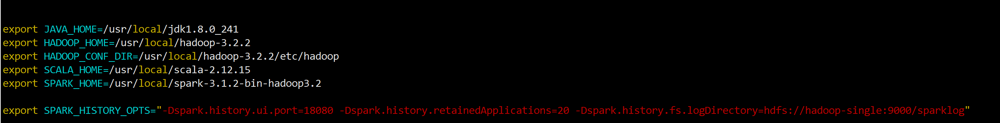 export JAVA_HOME=/usr/local/jdk1.8.0_241
export HADOOP_HOME=/usr/local/hadoop-3.2.2
export HADOOP_CONF_DIR=/usr/local/hadoop-3.2.2/etc/hadoop
export SCALA_HOME=/usr/local/scala-2.12.15
export SPARK_HOME=/usr/local/spark-3.1.2-bin-hadoop3.2
export SPARK_HISTORY_OPTS="-Dspark.history.ui.port=18080 -Dspark.history.retainedApplications=20 -Dspark.history.fs.logDirectory=hdfs://hadoop-single:9000/sparklog"